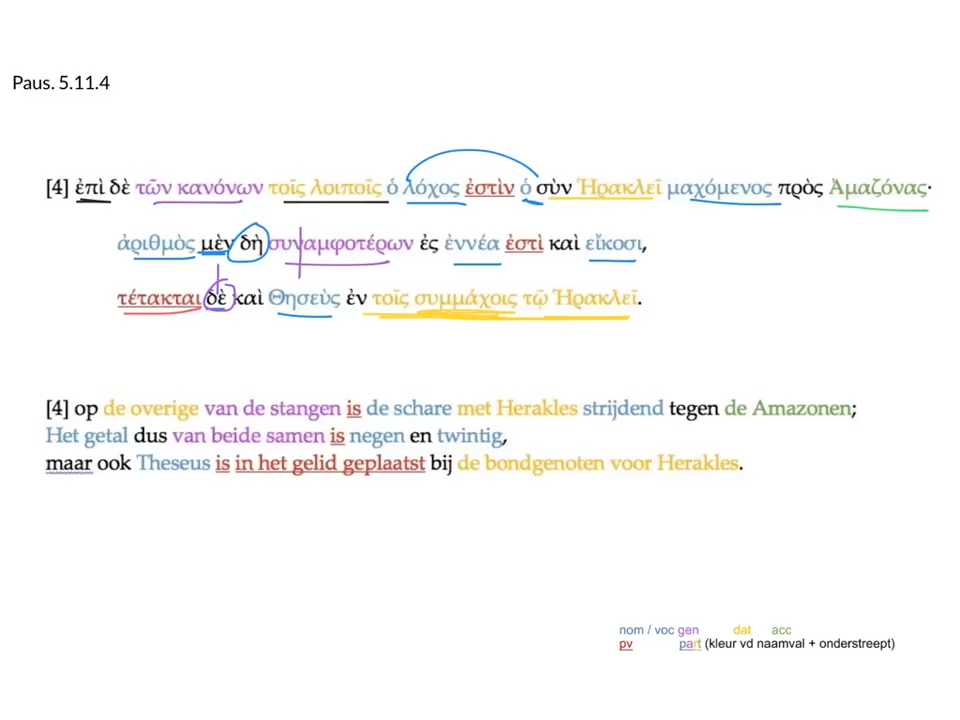 Paus. 5.11.4
[4] ἐπὶ δὲ τῶν κανόνων τοῖς λοιποῖς ὁ λόχος ἐστὶν ὁ σὺν Ἡρακλεῖ μαχόμενος πρὸς Ἀμαζόνας·
ἀριθμὸς μὲν δὴ συναμφοτέρων ἐς ἐννέα ἐστὶ καὶ εἴκοσι,
τέτακται δὲ καὶ Θησεὺς ἐν τοῖς συμμάχοις τῷ Ἡρακλεῖ.
[4] op de overige van de stangen is de schare met Herakles strijdend tegen de Amazonen;
Het getal dus van beide samen is negen en twintig,
maar ook Theseus is in het gelid geplaatst bij de bondgenoten voor Herakles.
nom / voc gen dat acc
pv part (kleur vd naamval + onderstreept)